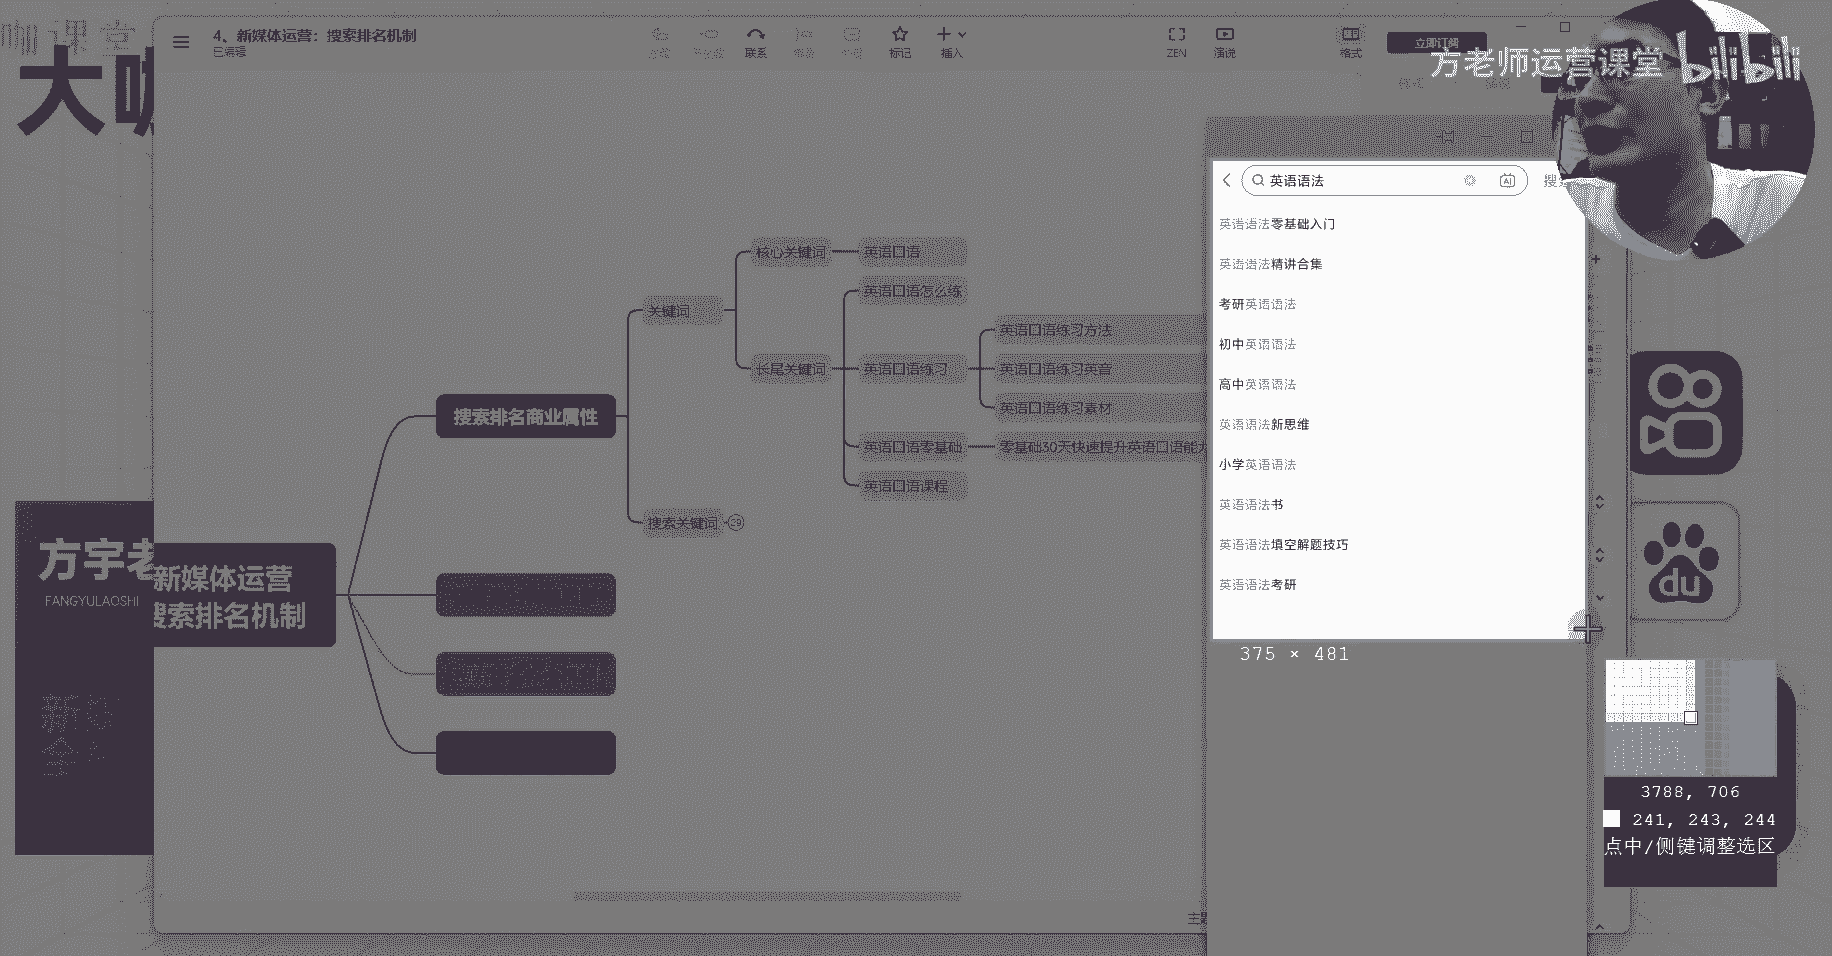 咖课堂
大咖
4、新媒体运营：搜索排名机制
已编辑
联系
标记
插入
ZEN
演说
格式
立即订阅
方老师运营课堂 bilibili
英语语法
AI
搜
英语语法零基础入门
英语语法精讲合集
考研英语语法
初中英语语法
高中英语语法
英语语法新思维
小学英语语法
英语语法书
英语语法填空解题技巧
英语语法考研
375 × 481
核心关键词
英语口语
英语口语怎么练
关键词
英语口语练习方法
长尾关键词
英语口语练习
英语口语练习英音
英语口语练习素材
搜索排名商业属性
英语口语零基础
零基础30天快速提升英语口语能力
英语口语课程
搜索关键词
29
方宇老
FANGYULAOSHI
新媒体运营
搜索排名机制
du
3788, 706
241, 243, 244
点中/侧键调整选区
主题